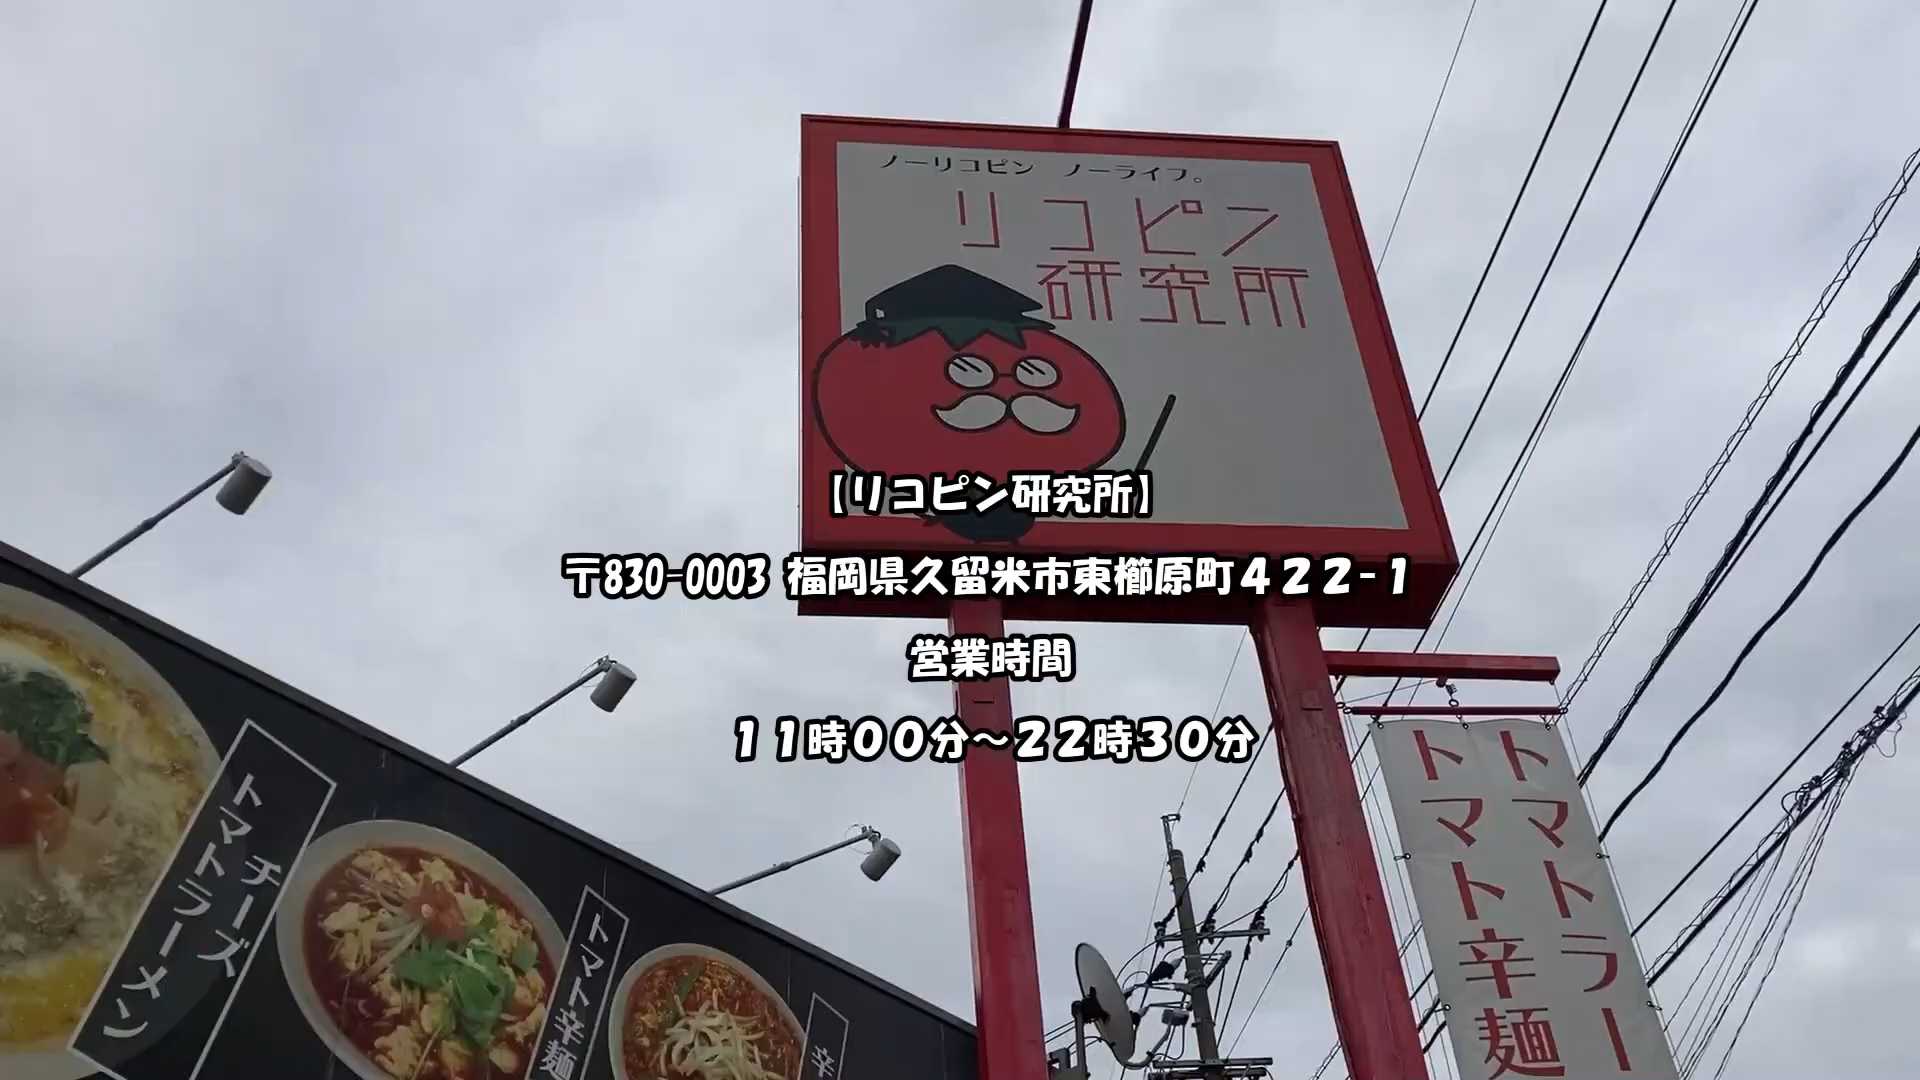 ノーリコピン ノーライフ。
リコピン
研究所
【リコピン研究所】
〒830-0003 福岡県久留米市東櫛原町４２２-１
営業時間
１１時００分～２２時３０分
チーズ
トマトラーメン
トマト辛麺
辛
トマトラー
トマト辛麺